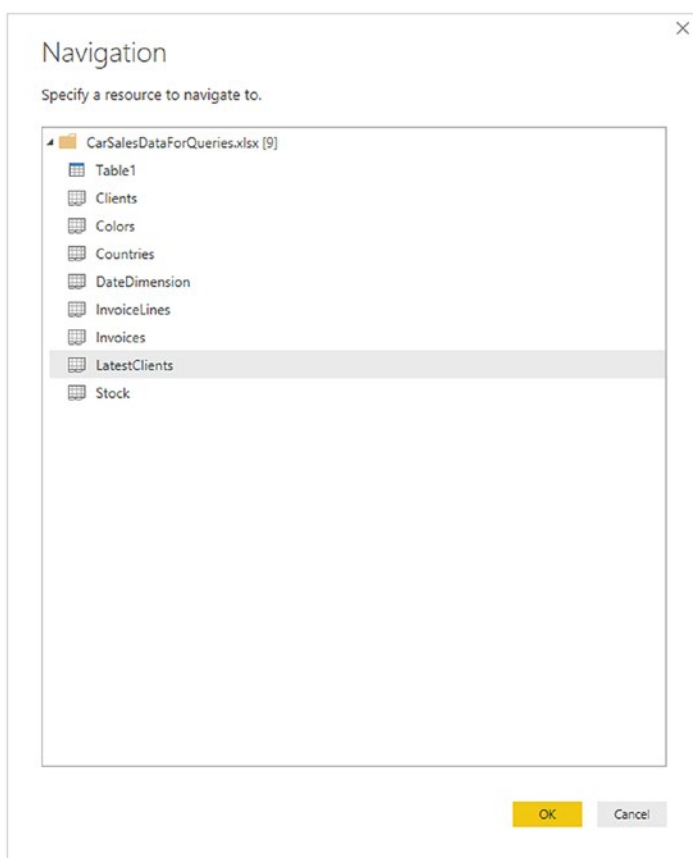 Navigation
Specify a resource to navigate to.
CarSalesDataForQueries.xlsx [9]
Table1
Clients
Colors
Countries
DateDimension
InvoiceLines
Invoices
LatestClients
Stock
OK Cancel